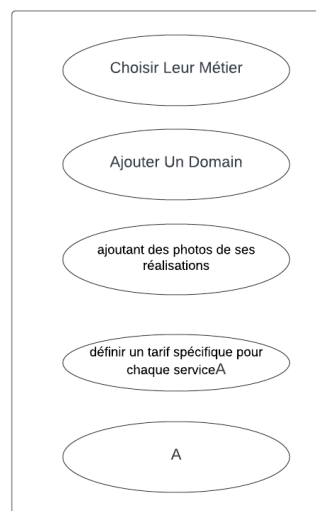 Choisir Leur Métier
Ajouter Un Domain
ajoutant des photos de ses
réalisations
définir un tarif spécifique pour
chaque serviceA
A